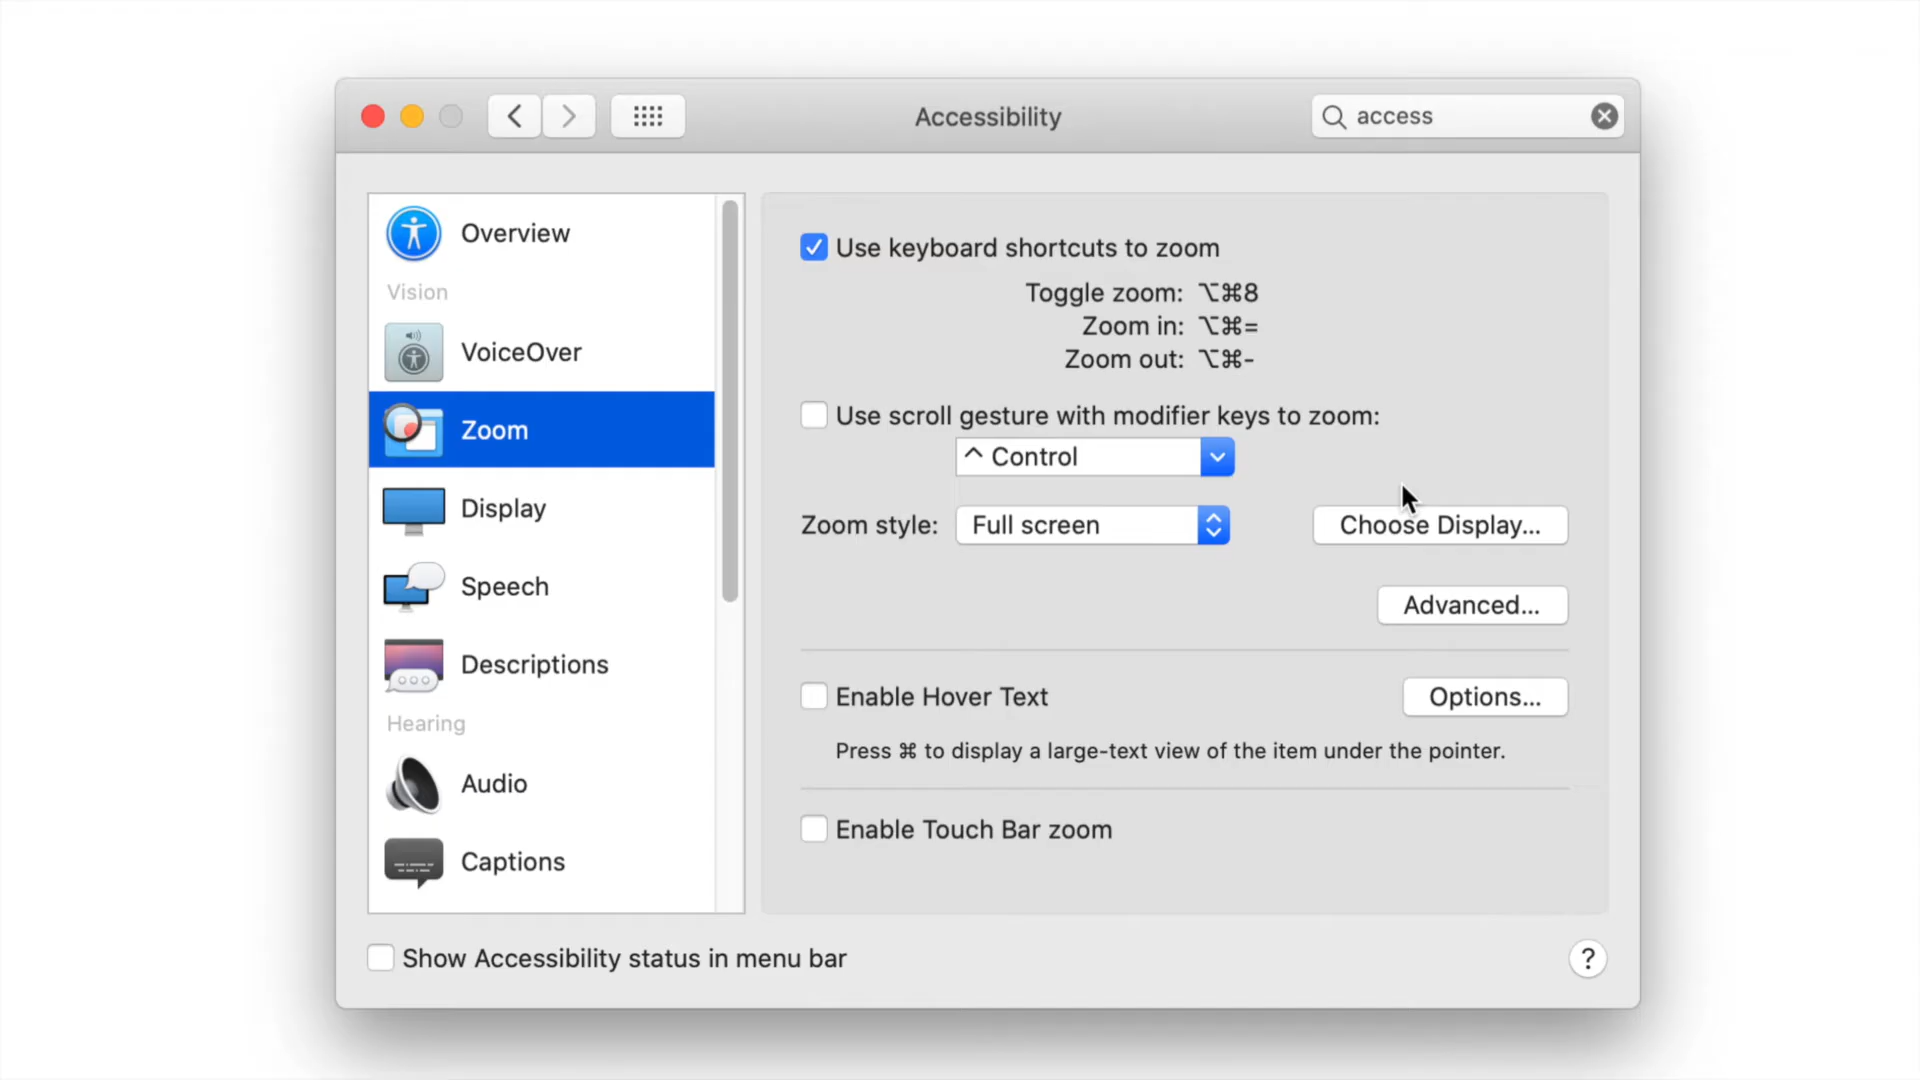 Accessibility
access
Overview
Vision
VoiceOver
Zoom
Display
Speech
Descriptions
Hearing
Audio
Captions
Use keyboard shortcuts to zoom
Toggle zoom: ⌥⌘8
Zoom in: ⌥⌘=
Zoom out: ⌥⌘-
Use scroll gesture with modifier keys to zoom:
^ Control
Zoom style: Full screen
Choose Display...
Advanced...
Enable Hover Text
Options...
Press ⌘ to display a large-text view of the item under the pointer.
Enable Touch Bar zoom
Show Accessibility status in menu bar
?